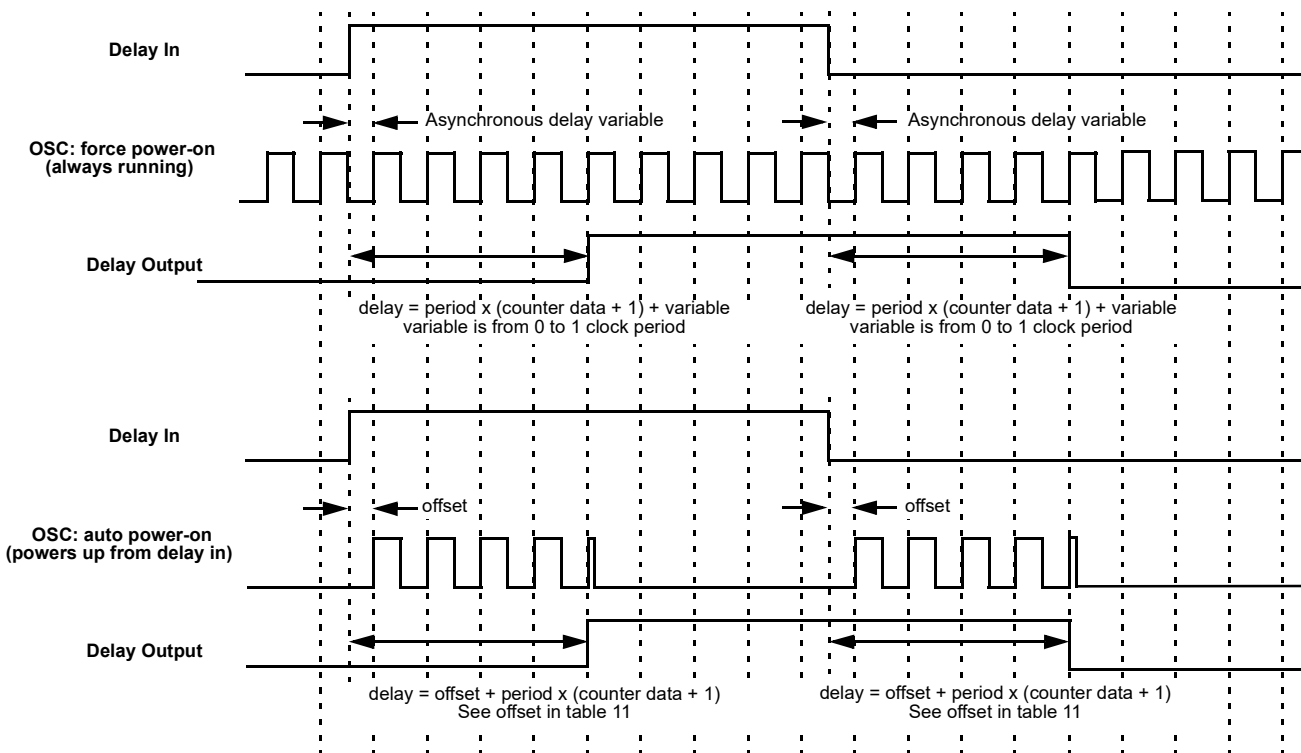 Delay In
Asynchronous delay variable
Asynchronous delay variable
OSC: force power-on
(always running)
Delay Output
delay = period x (counter data + 1) + variable
variable is from 0 to 1 clock period
delay = period x (counter data + 1) + variable
variable is from 0 to 1 clock period
Delay In
offset
offset
OSC: auto power-on
(powers up from delay in)
Delay Output
delay = offset + period x (counter data + 1)
See offset in table 11
delay = offset + period x (counter data + 1)
See offset in table 11